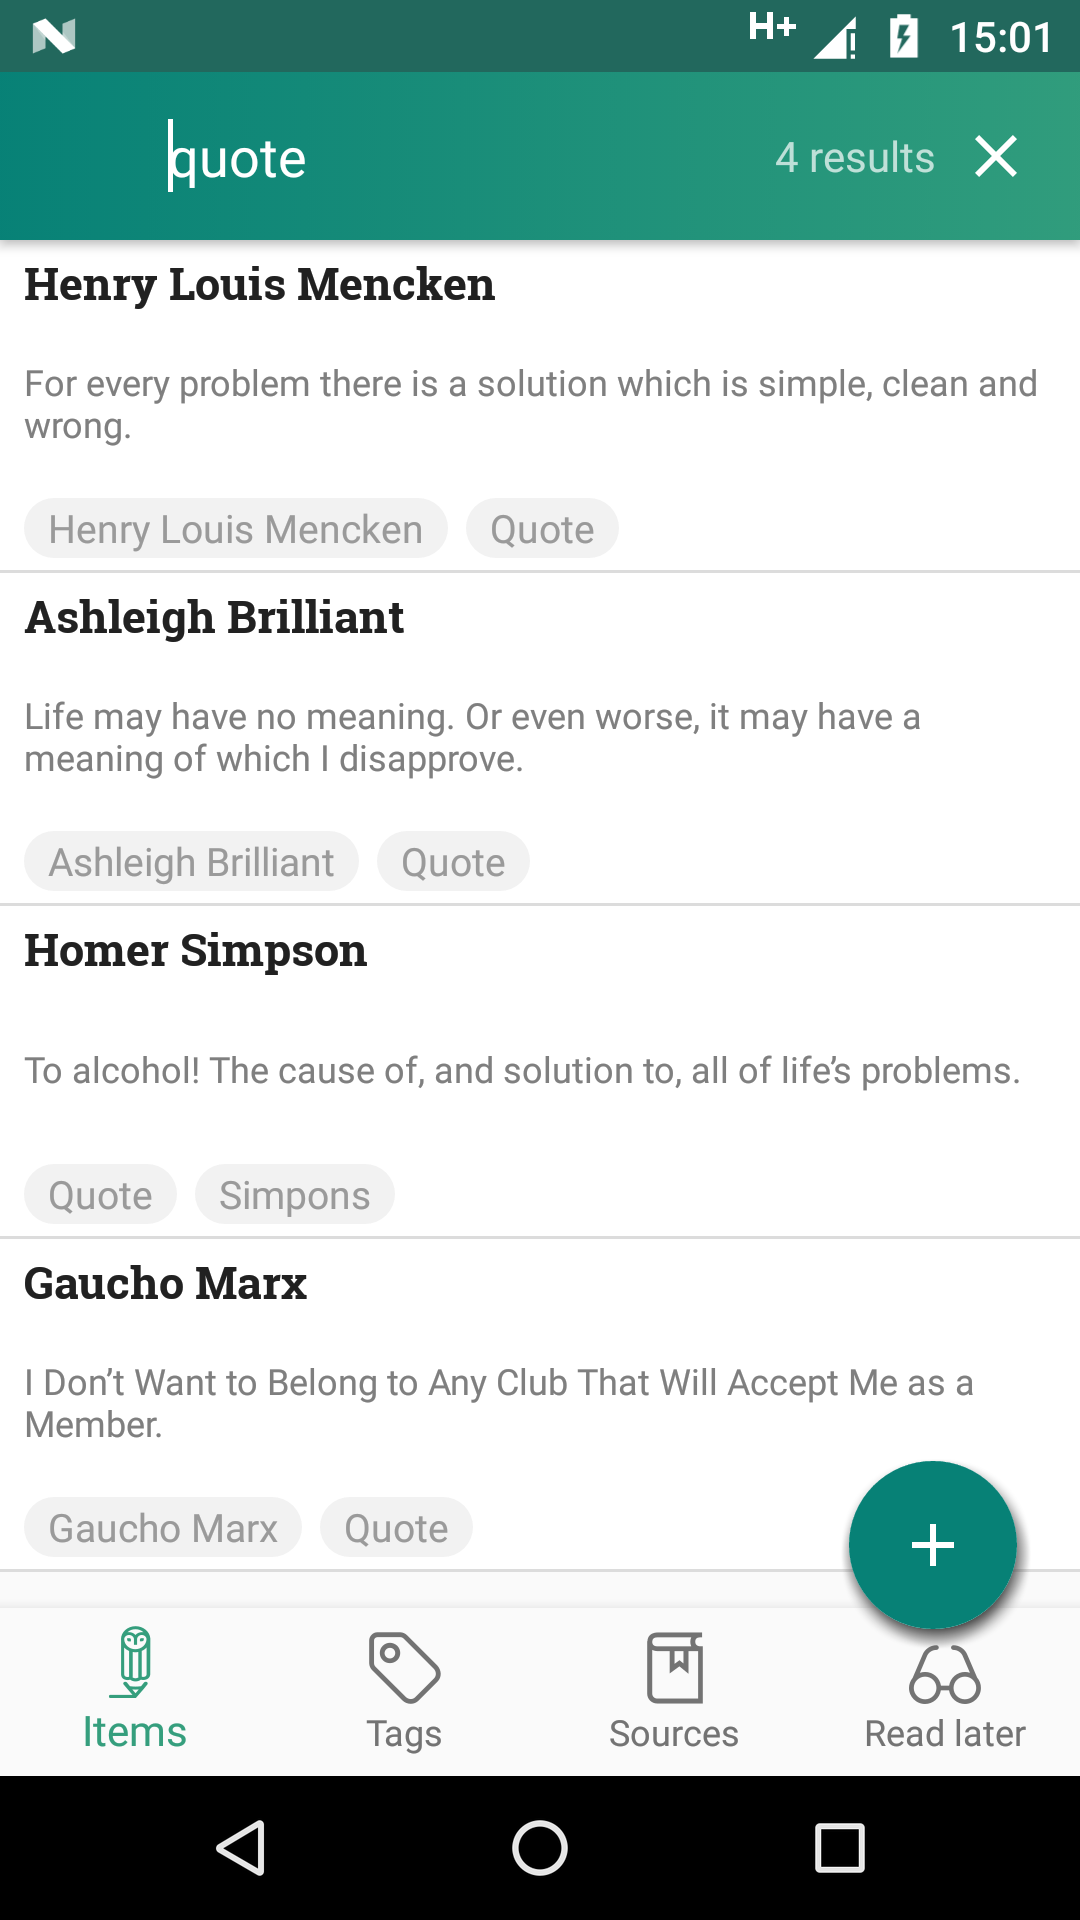 H+ 15:01
quote 4 results
Henry Louis Mencken
For every problem there is a solution which is simple, clean and
wrong.
Henry Louis Mencken Quote
Ashleigh Brilliant
Life may have no meaning. Or even worse, it may have a
meaning of which I disapprove.
Ashleigh Brilliant Quote
Homer Simpson
To alcohol! The cause of, and solution to, all of life’s problems.
Quote Simpons
Gaucho Marx
I Don’t Want to Belong to Any Club That Will Accept Me as a
Member.
Gaucho Marx Quote
Items Tags Sources Read later